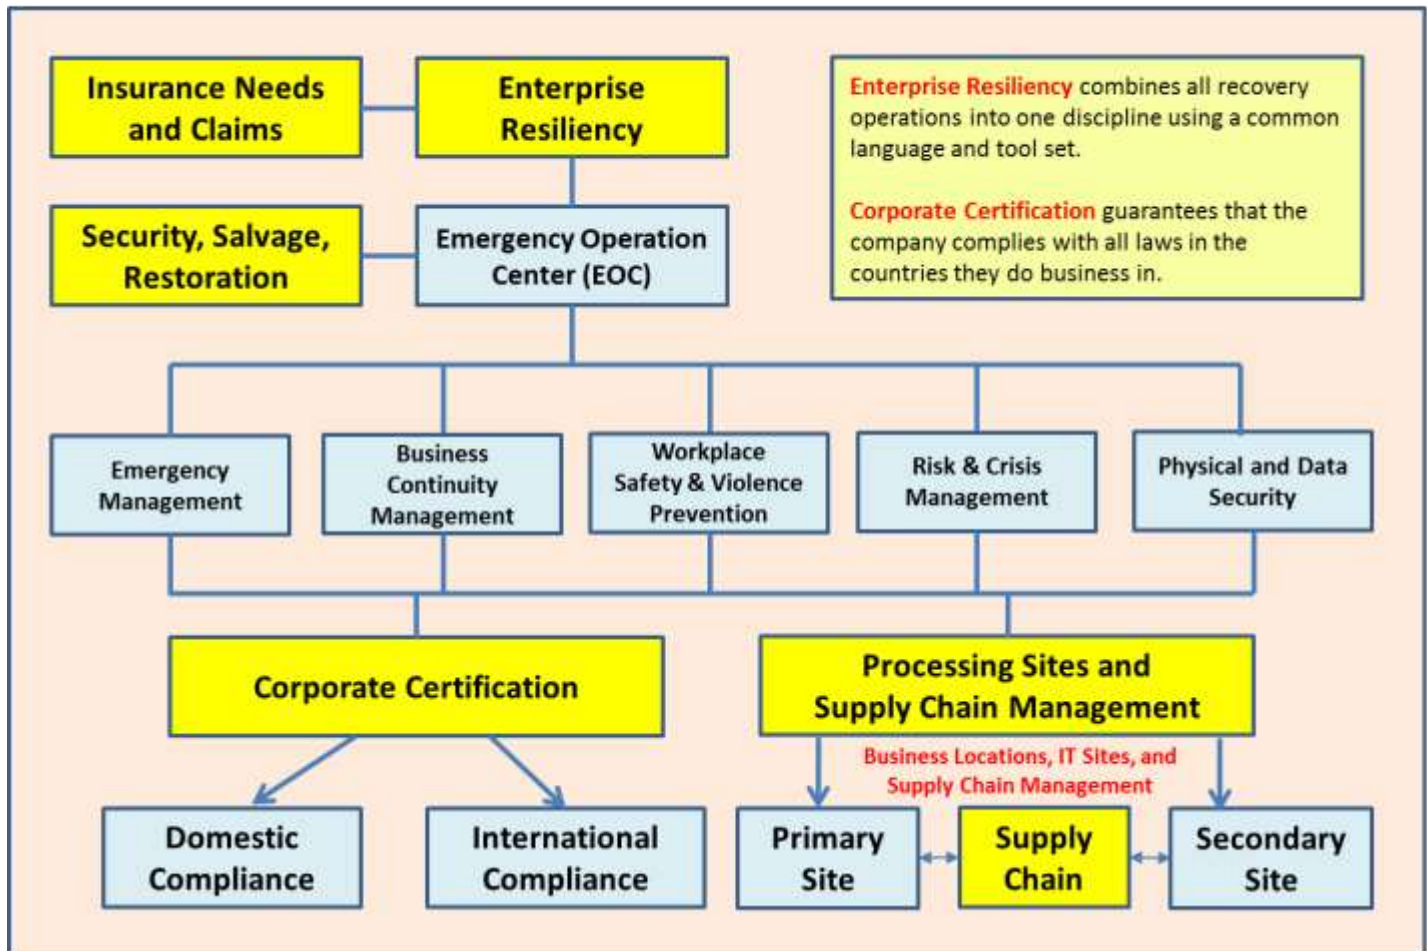 Insurance Needs
and Claims
Enterprise
Resiliency
Enterprise Resiliency combines all recovery
operations into one discipline using a common
language and tool set.
Corporate Certification guarantees that the
company complies with all laws in the
countries they do business in.
Security, Salvage,
Restoration
Emergency Operation
Center (EOC)
Emergency
Management
Business
Continuity
Management
Workplace
Safety & Violence
Prevention
Risk & Crisis
Management
Physical and Data
Security
Corporate Certification
Processing Sites and
Supply Chain Management
Business Locations, IT Sites, and
Supply Chain Management
Domestic
Compliance
International
Compliance
Primary
Site
Supply
Chain
Secondary
Site